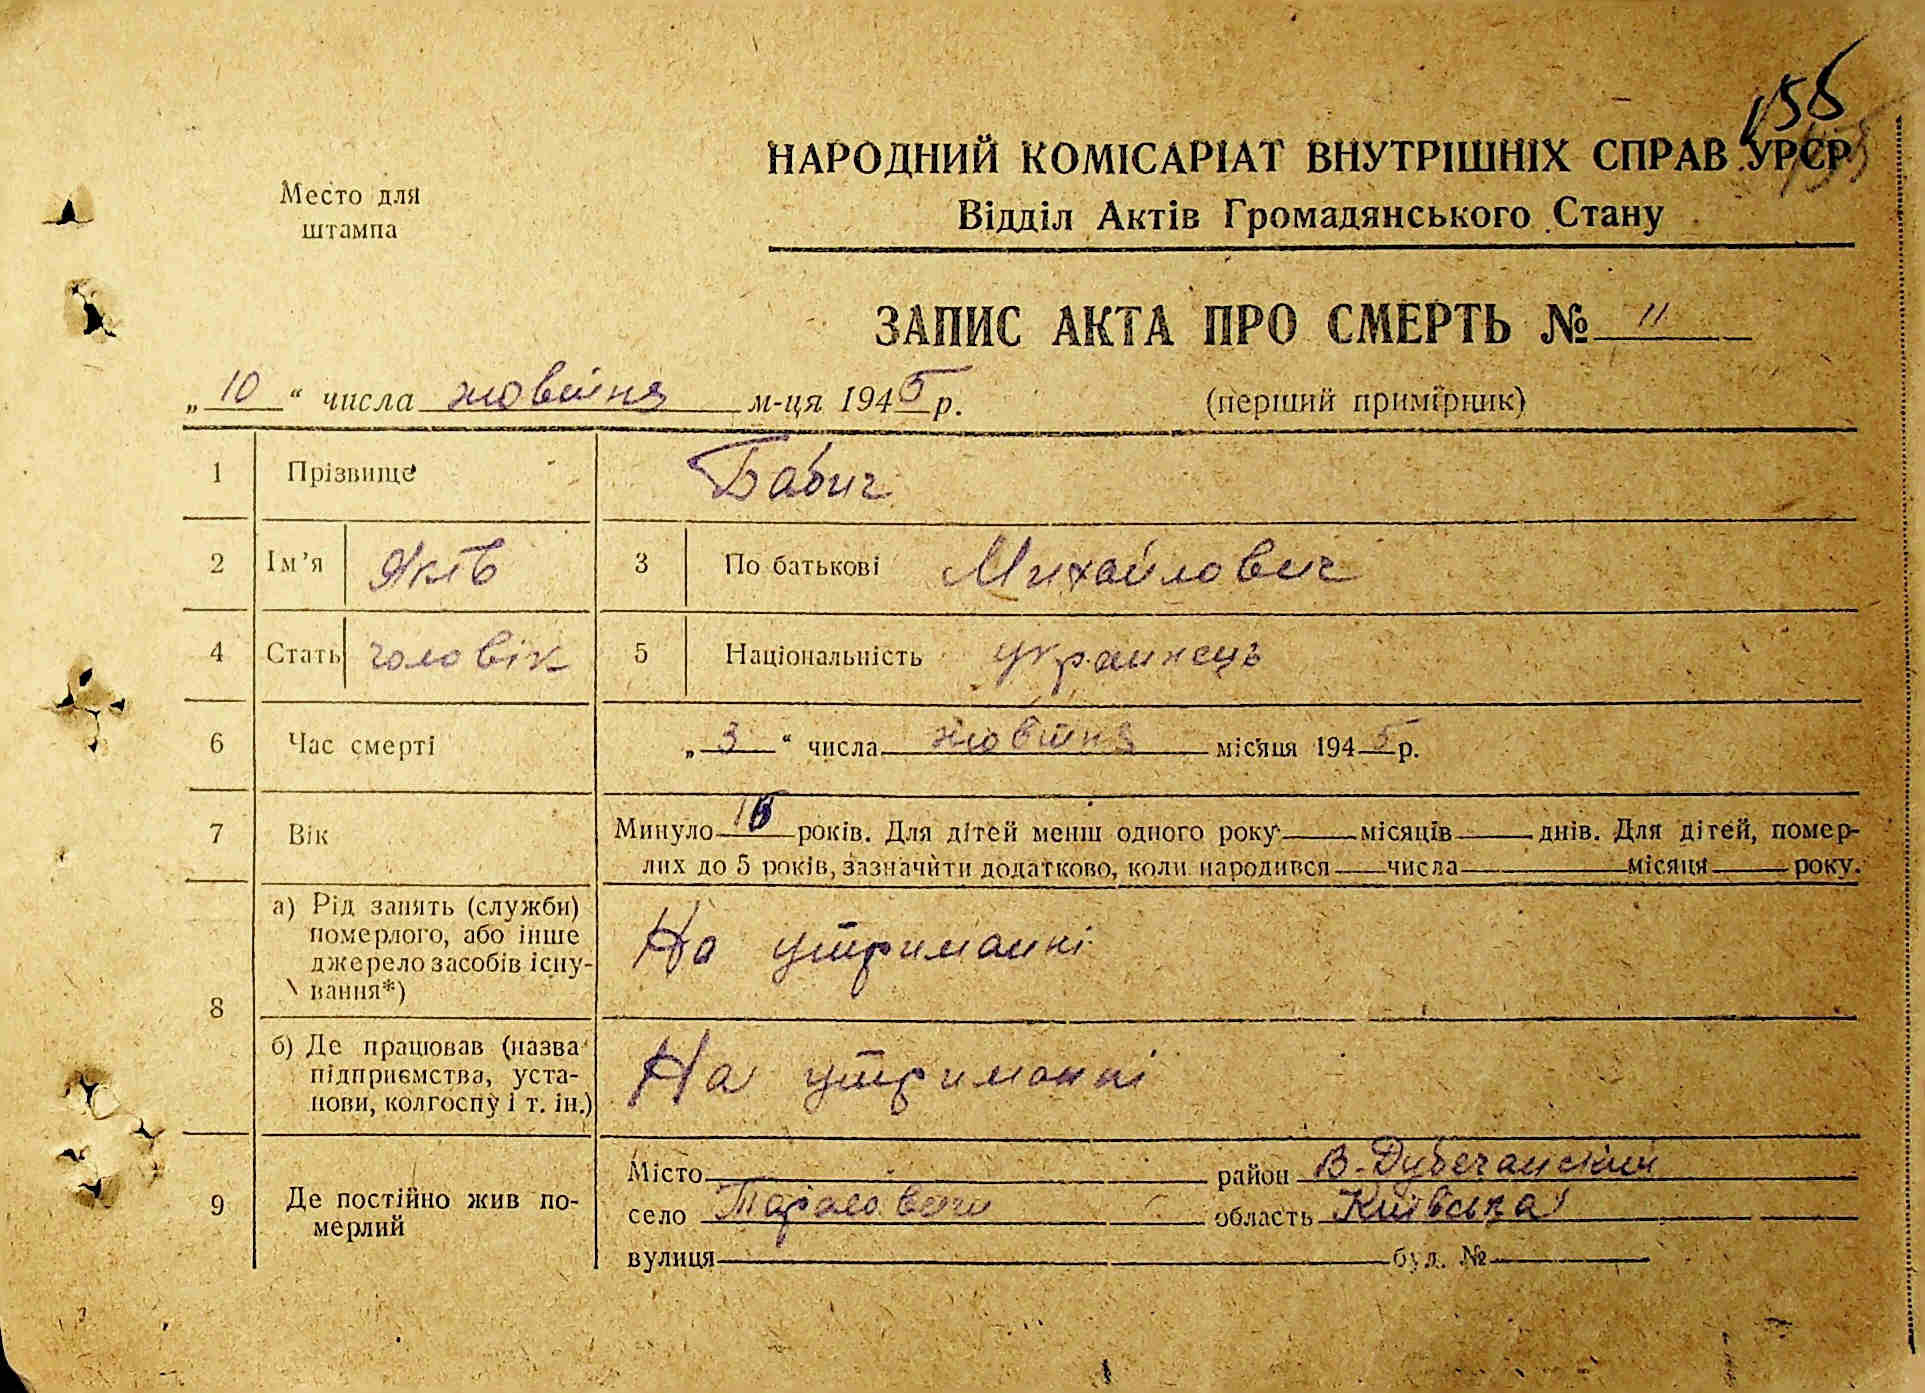 155
Место для
штампа
НАРОДНИЙ КОМІСАРІАТ ВНУТРІШНІХ СПРАВ УРСР
Відділ Актів Громадянського Стану
ЗАПИС АКТА ПРО СМЕРТЬ № 11
„10“ числа жовтня м-ця 1945 р. (перший примірник)
1 Прізвище Бабич
2 Ім'я Яків 3 По батькові Михайлович
4 Стать чоловік 5 Національність украинець
6 Час смерті „3“ числа жовтня місяця 1945 р.
7 Вік Минуло років. Для дітей менш одного року місяців днів. Для дітей, помер-
лих до 5 років, зазначити додатково, коли народився числа місяця року.
8 а) Рід занять (служби)
померлого, або інше
джерело засобів існу-
вання*)
На утриманні
б) Де працював (назва
підприємства, уста-
нови, колгоспу і т. ін.)
На утриманні
9 Де постійно жив по-
мерлий
Місто район В-Дубечанский
село область Київська
вулиця буд. №